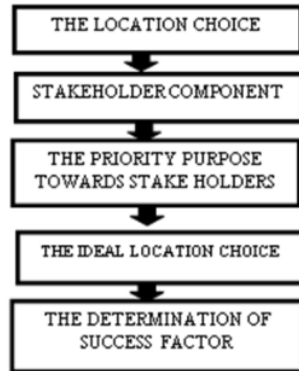 THE LOCATION CHOICE
STAKEHOLDER COMPONENT
THE PRIORITY PURPOSE
TOWARDS STAKE HOLDERS
THE IDEAL LOCATION CHOICE
THE DETERMINATION OF
SUCCESS FACTOR